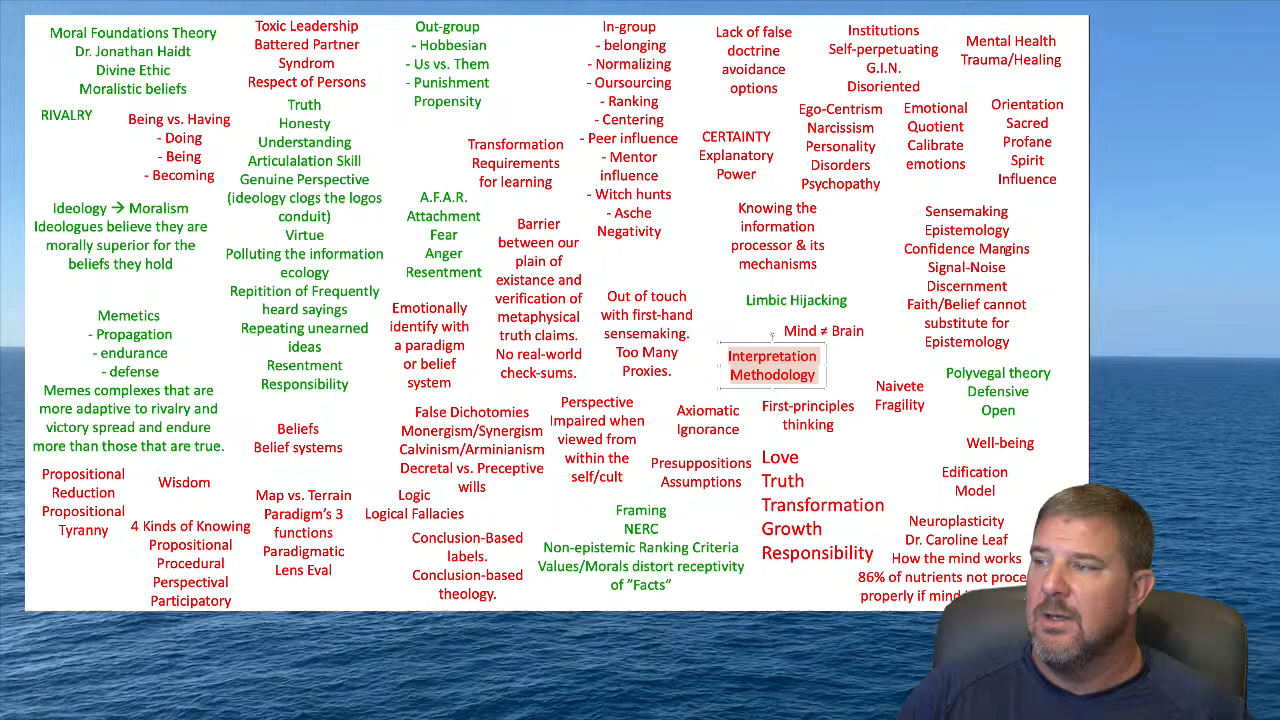 Moral Foundations Theory
Dr. Jonathan Haidt
Divine Ethic
Moralistic beliefs
Toxic Leadership
Battered Partner
Syndrom
Respect of Persons
Out-group
- Hobbesian
- Us vs. Them
- Punishment
Propensity
In-group
- belonging
- Normalizing
- Oursourcing
- Ranking
- Centering
- Peer influence
- Mentor
influence
- Witch hunts
- Asche
Negativity
Lack of false
doctrine
avoidance
options
Institutions
Self-perpetuating
G.I.N.
Disoriented
Mental Health
Trauma/Healing
RIVALRY
Being vs. Having
- Doing
- Being
- Becoming
Truth
Honesty
Understanding
Articulalation Skill
Genuine Perspective
(ideology clogs the logos
conduit)
Virtue
Polluting the information
ecology
Repitition of Frequently
heard sayings
Repeating unearned
ideas
Resentment
Responsibility
Transformation
Requirements
for learning
CERTAINTY
Explanatory
Power
Ego-Centrism
Narcissism
Personality
Disorders
Psychopathy
Emotional
Quotient
Calibrate
emotions
Orientation
Sacred
Profane
Spirit
Influence
Ideology → Moralism
Ideologues believe they are
morally superior for the
beliefs they hold
A.F.A.R.
Attachment
Fear
Anger
Resentment
Barrier
between our
plain of
existance and
verification of
metaphysical
truth claims.
No real-world
check-sums.
Knowing the
information
processor & its
mechanisms
Sensemaking
Epistemology
Confidence Margins
Signal-Noise
Discernment
Faith/Belief cannot
substitute for
Epistemology
Memetics
- Propagation
- endurance
- defense
Memes complexes that are
more adaptive to rivalry and
victory spread and endure
more than those that are true.
Emotionally
identify with
a paradigm
or belief
system
Out of touch
with first-hand
sensemaking.
Too Many
Proxies.
Limbic Hijacking
Mind ≠ Brain
Interpretation
Methodology
Naivete
Fragility
Polyvegal theory
Defensive
Open
Beliefs
Belief systems
False Dichotomies
Monergism/Synergism
Calvinism/Arminianism
Decretal vs. Preceptive
wills
Perspective
Impaired when
viewed from
within the
self/cult
Axiomatic
Ignorance
First-principles
thinking
Well-being
Propositional
Reduction
Propositional
Tyranny
Wisdom
Presuppositions
Assumptions
Love
Truth
Transformation
Growth
Responsibility
Edification
Model
4 Kinds of Knowing
Propositional
Procedural
Perspectival
Participatory
Map vs. Terrain
Paradigm's 3
functions
Paradigmatic
Lens Eval
Logic
Logical Fallacies
Conclusion-Based
labels.
Conclusion-based
theology.
Framing
NERC
Non-epistemic Ranking Criteria
Values/Morals distort receptivity
of "Facts"
Neuroplasticity
Dr. Caroline Leaf
How the mind works
86% of nutrients not proce
properly if mind